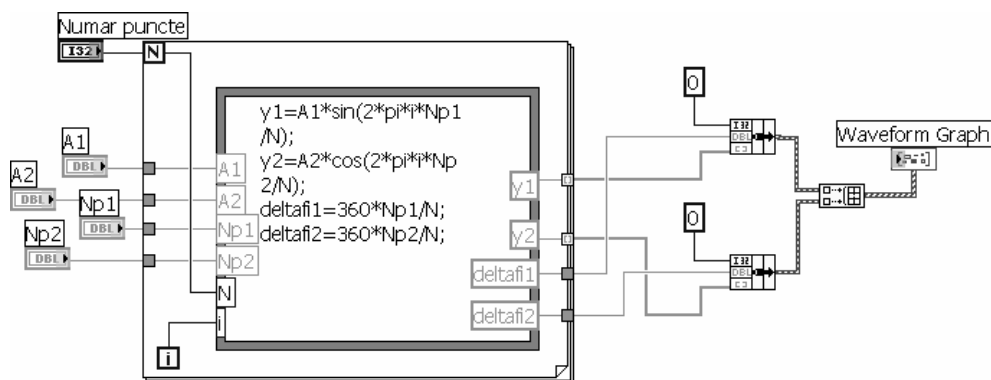 Numar puncte
I32
N
A1
DBL
A2
DBL
Np1
DBL
Np2
DBL
y1=A1*sin(2*pi*i*Np1
/N);
y2=A2*cos(2*pi*i*Np
2/N);
deltafi1=360*Np1/N;
deltafi2=360*Np2/N;
A1
A2
Np1
Np2
N
i
i
y1
y2
deltafi1
deltafi2
0
I32
DBL
0
I32
DBL
Waveform Graph